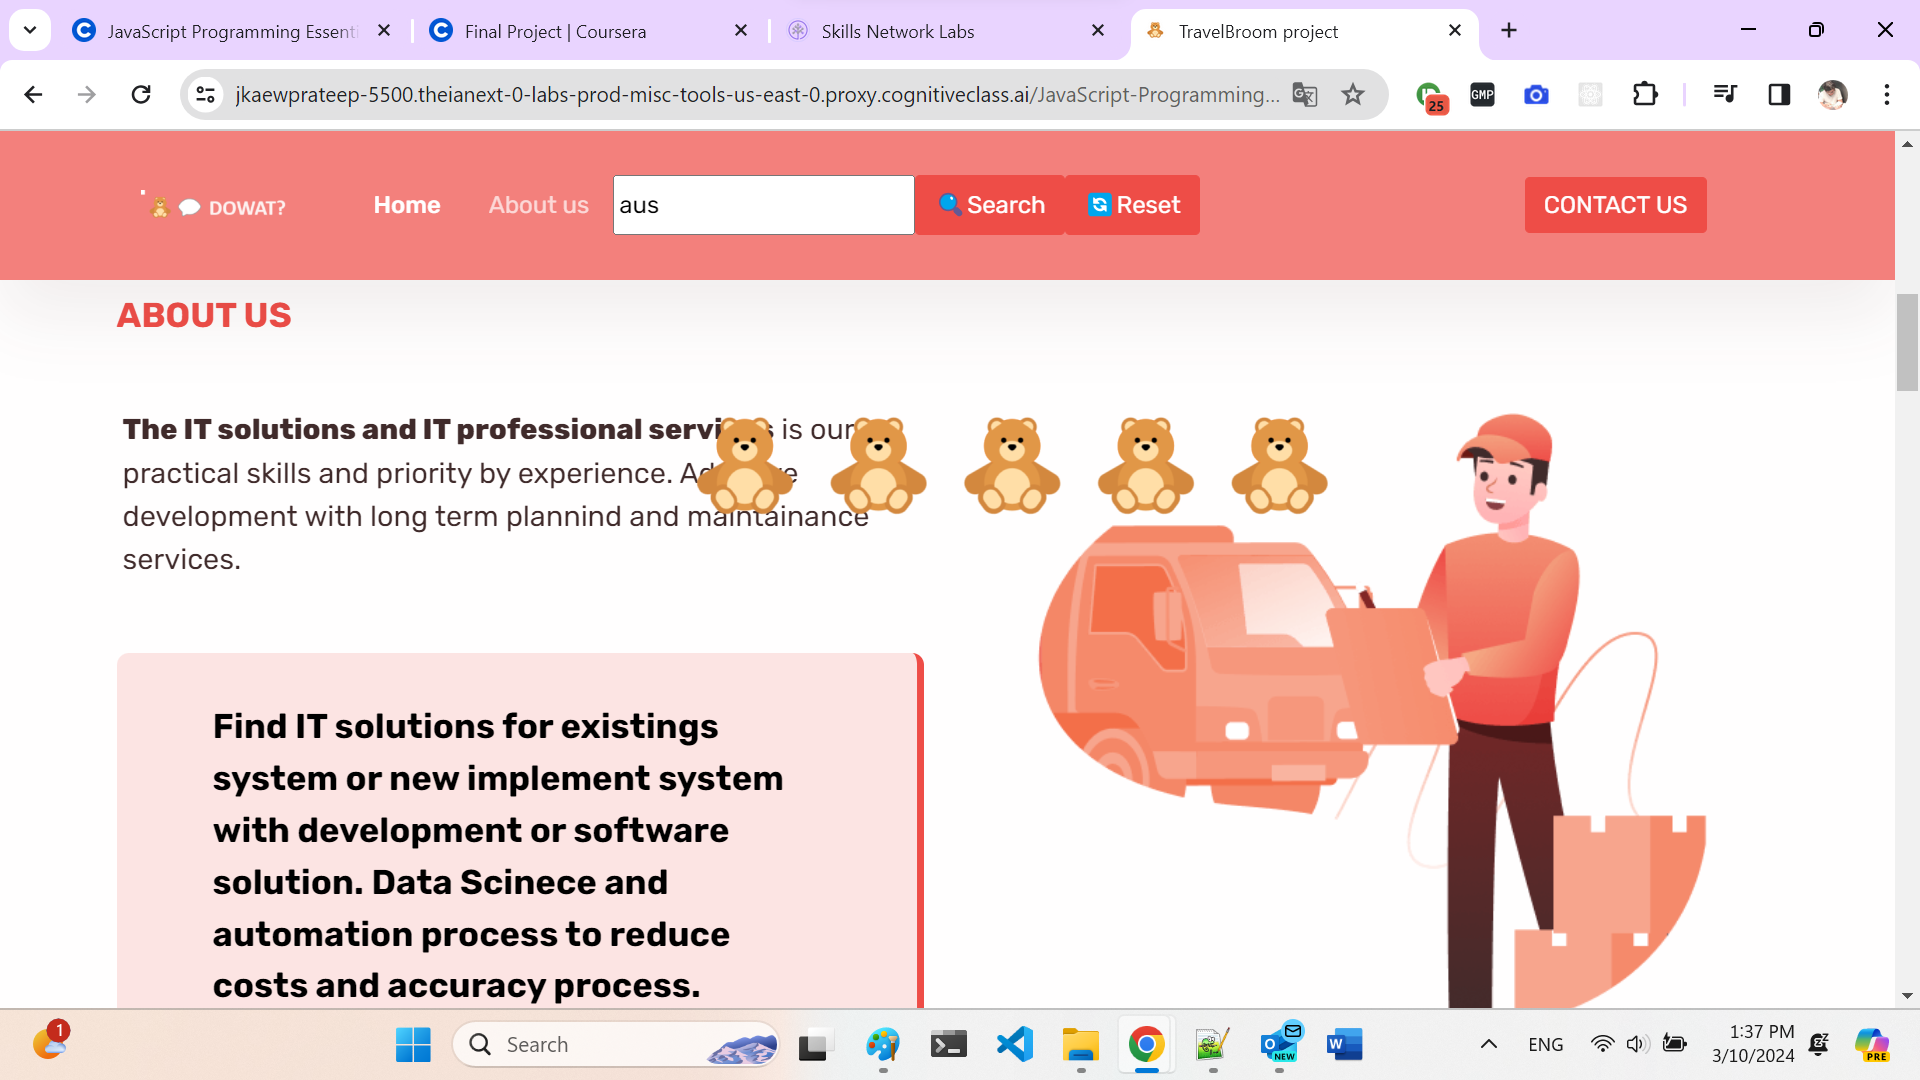 JavaScript Programming Essenti
Final Project | Coursera
Skills Network Labs
TravelBroom project
jkaewprateep-5500.theianext-0-labs-prod-misc-tools-us-east-0.proxy.cognitiveclass.ai/JavaScript-Programming...
25
GMP
DOWAT?
Home
About us
aus
Search
Reset
CONTACT US
ABOUT US
The IT solutions and IT professional is our
practical skills and priority by experience.
development with long term plannind and maintainance
services.
Find IT solutions for existings
system or new implement system
with development or software
solution. Data Scinece and
automation process to reduce
costs and accuracy process.
1
Search
NEW
W
ENG
1:37 PM
3/10/2024
PRE